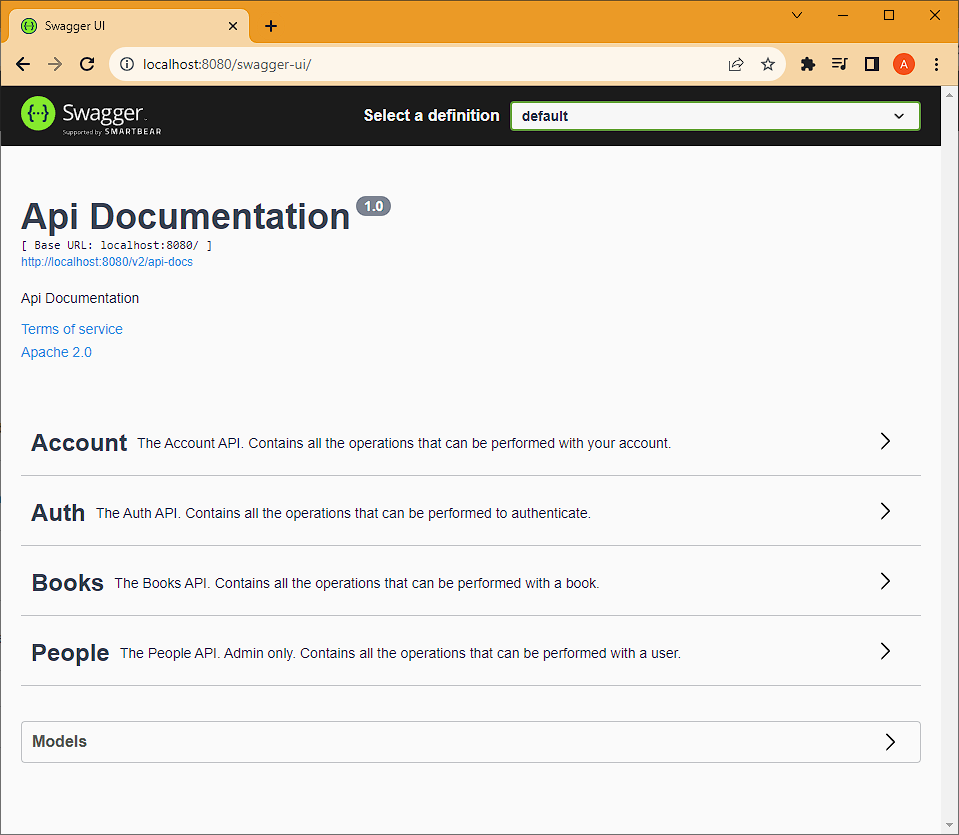 Swagger UI
localhost:8080/swagger-ui/
A
Swagger
Supported by SMARTBEAR
Select a definition
default
Api Documentation 1.0
[ Base URL: localhost:8080/ ]
http://localhost:8080/v2/api-docs
Api Documentation
Terms of service
Apache 2.0
Account The Account API. Contains all the operations that can be performed with your account.
Auth The Auth API. Contains all the operations that can be performed to authenticate.
Books The Books API. Contains all the operations that can be performed with a book.
People The People API. Admin only. Contains all the operations that can be performed with a user.
Models